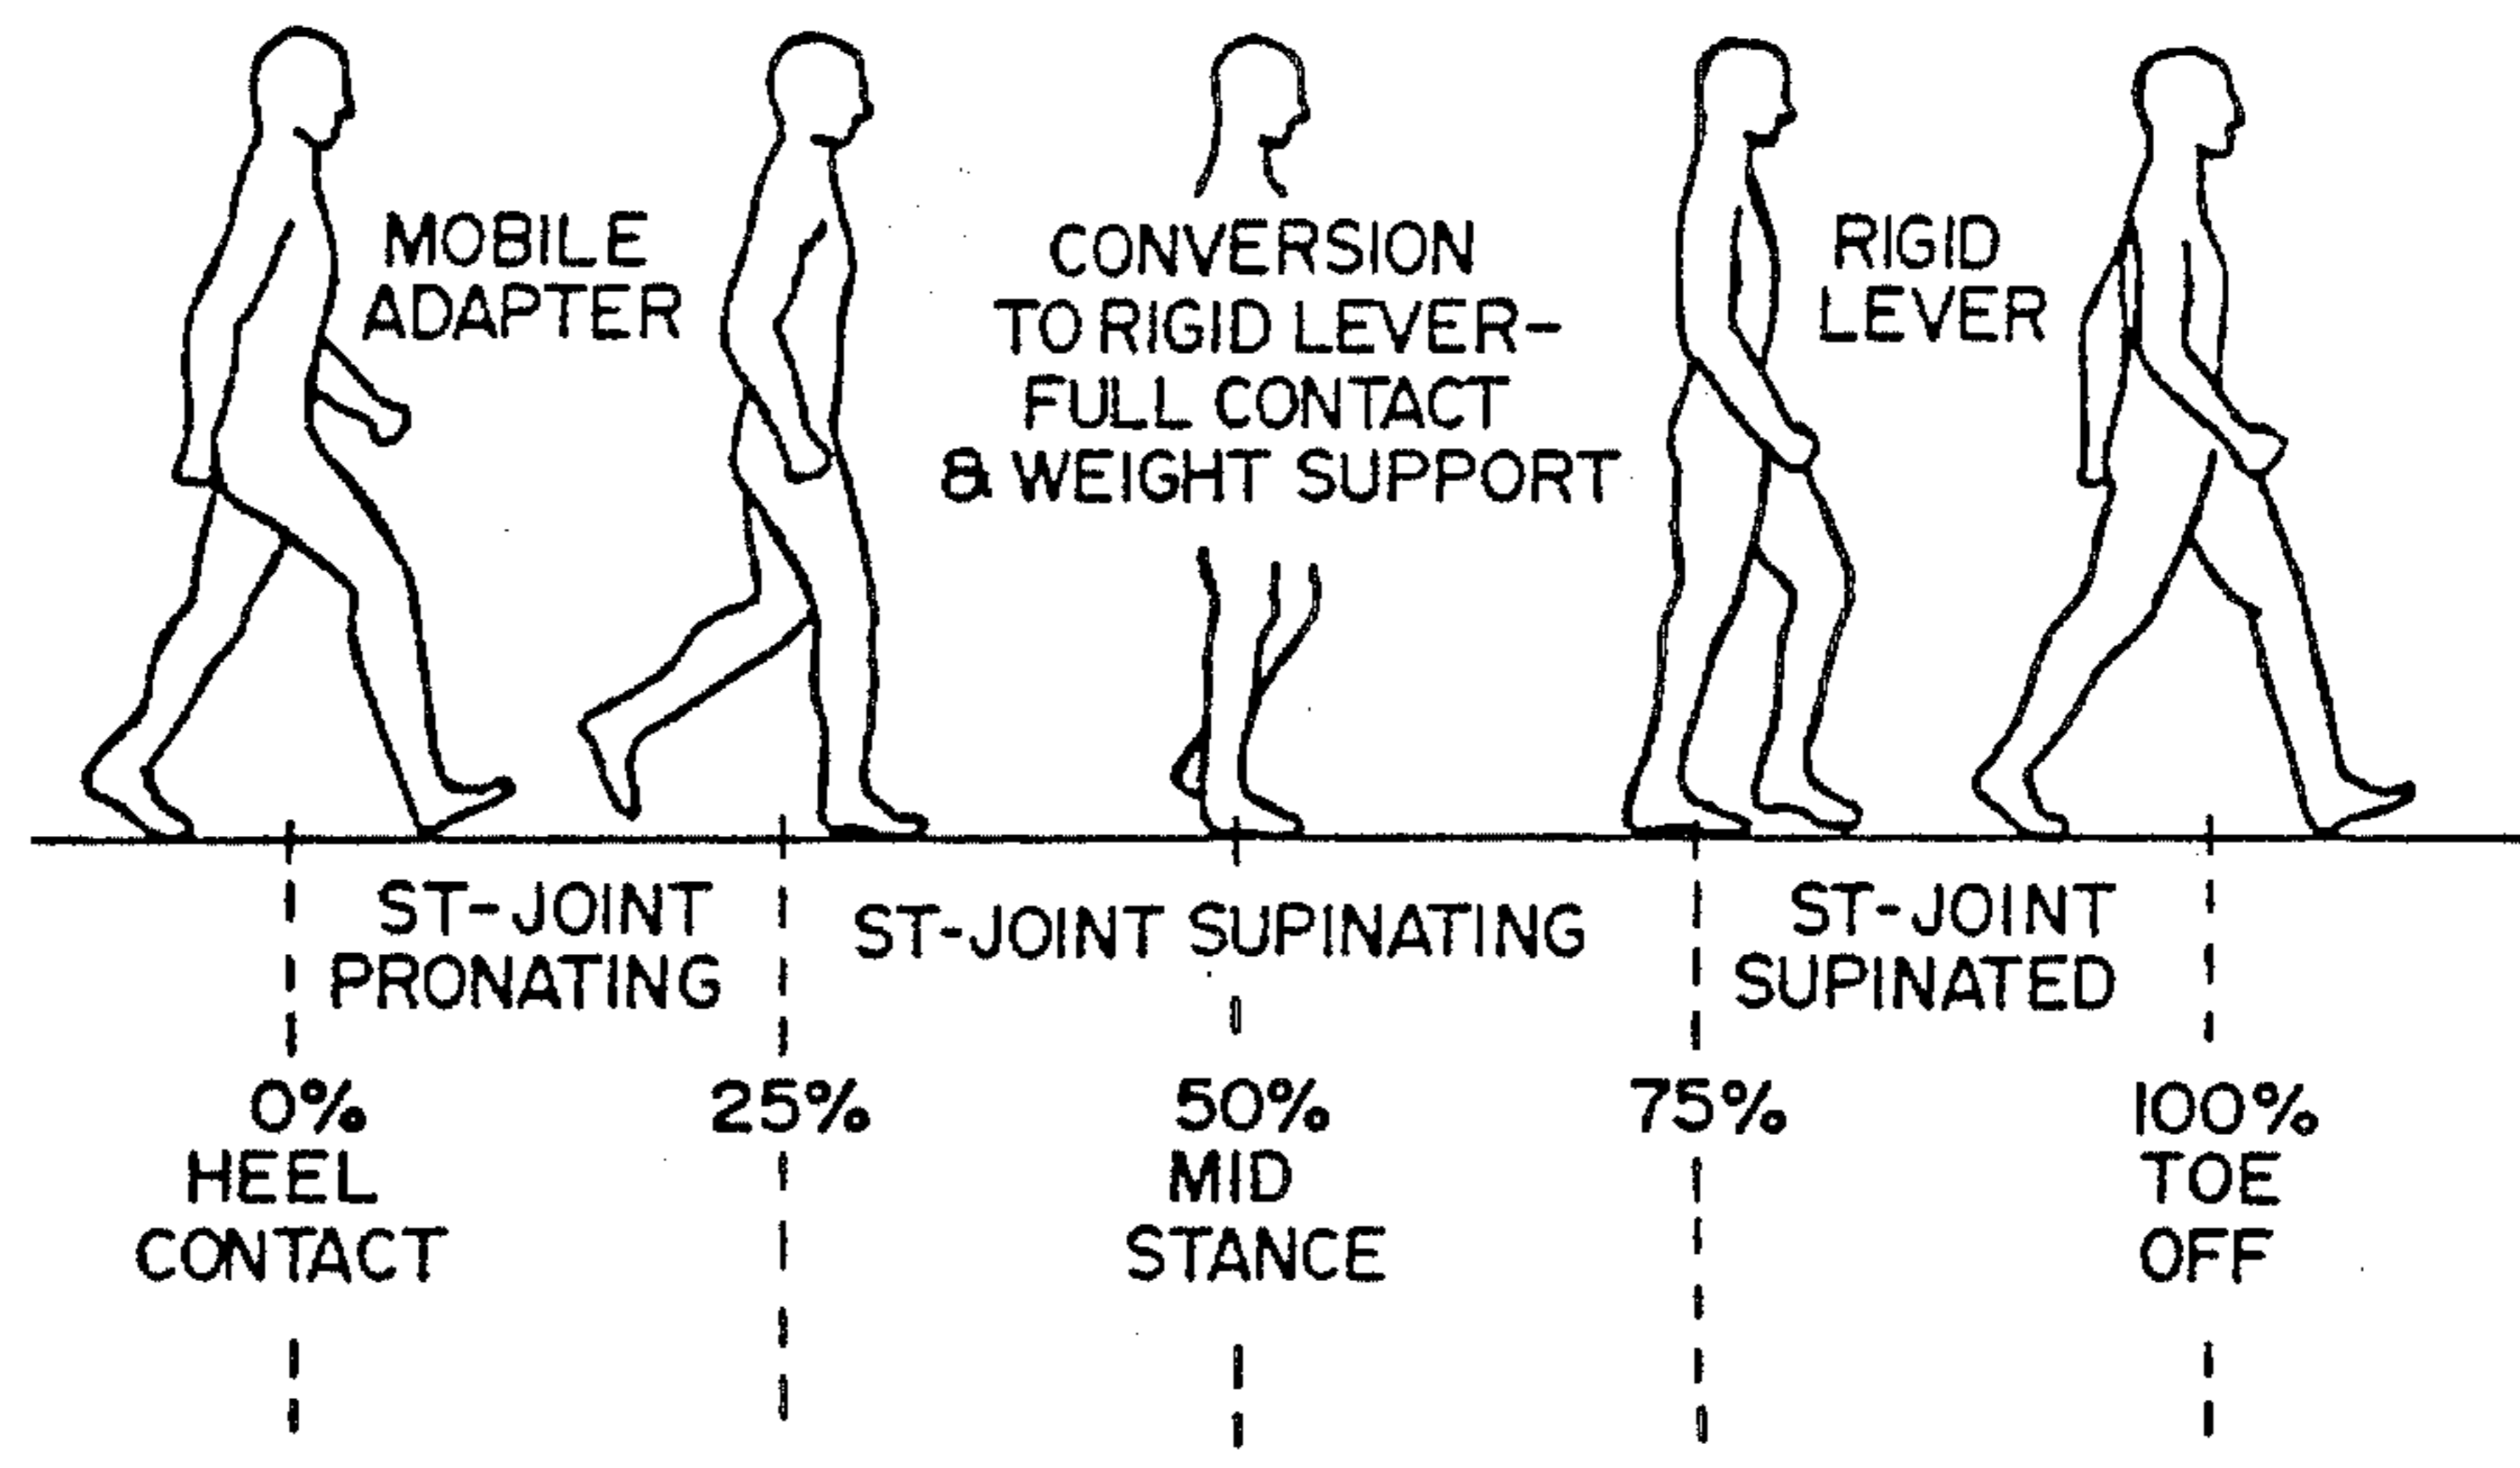 MOBILE
ADAPTER
CONVERSION
TO RIGID LEVER-
FULL CONTACT
& WEIGHT SUPPORT
RIGID
LEVER
ST-JOINT
PRONATING
ST-JOINT SUPINATING
ST-JOINT
SUPINATED
0%
HEEL
CONTACT
25%
50%
MID
STANCE
75%
100%
TOE
OFF